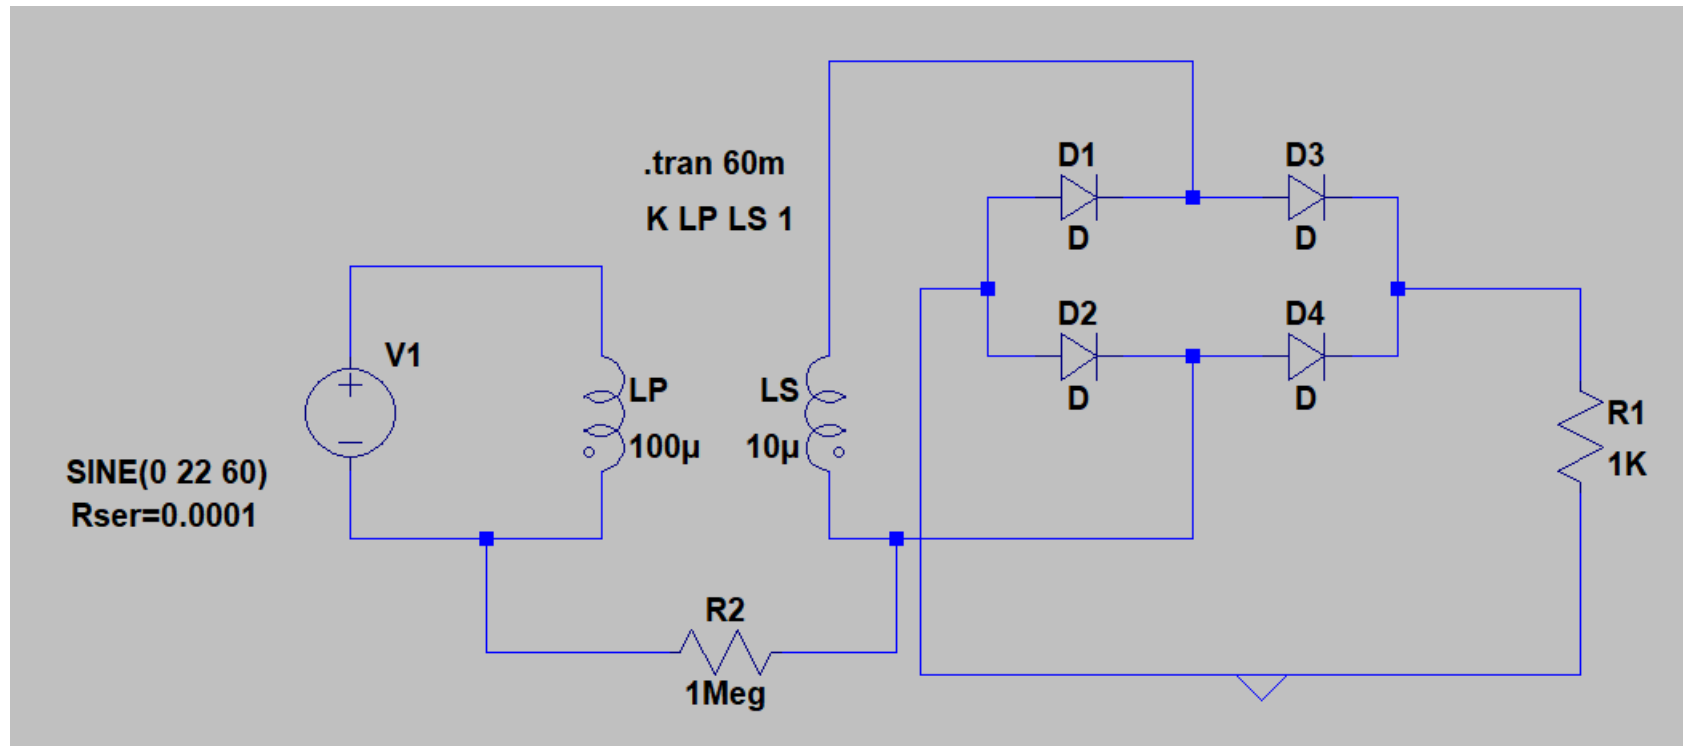 .tran 60m
K LP LS 1
D1
D
D3
D
D2
D
D4
D
V1
SINE(0 22 60)
Rser=0.0001
LP
100µ
LS
10µ
R1
1K
R2
1Meg